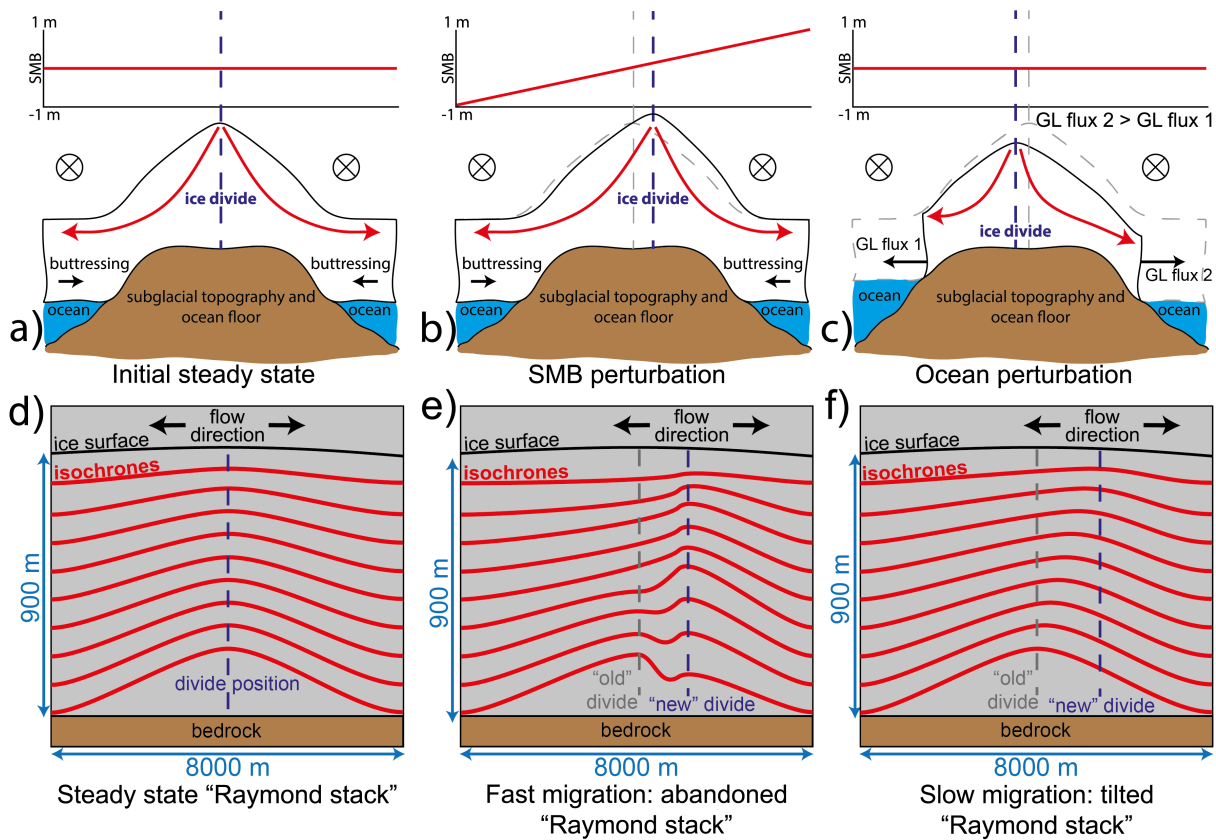 1 m
SMB
-1 m
ice divide
buttressing
buttressing
ocean
subglacial topography and
ocean floor
ocean
a)
Initial steady state
1 m
SMB
-1 m
ice divide
buttressing
buttressing
ocean
subglacial topography and
ocean floor
ocean
b)
SMB perturbation
1 m
SMB
-1 m
GL flux 2 > GL flux 1
ice divide
GL flux 1
GL flux 2
ocean
subglacial topography and
ocean floor
ocean
c)
Ocean perturbation
d)
flow
direction
ice surface
isochrones
900 m
divide position
bedrock
8000 m
Steady state “Raymond stack”
e)
flow
direction
ice surface
isochrones
900 m
“old”
divide
“new” divide
bedrock
8000 m
Fast migration: abandoned
“Raymond stack”
f)
flow
direction
ice surface
isochrones
900 m
“old”
divide
“new” divide
bedrock
8000 m
Slow migration: tilted
“Raymond stack”